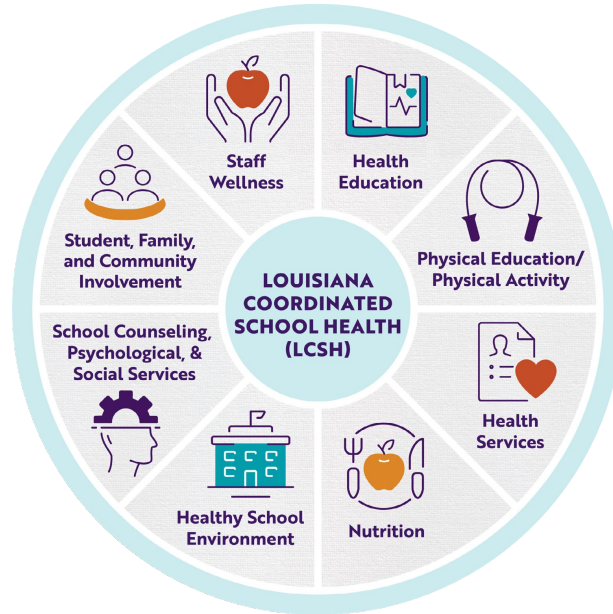 LOUISIANA
COORDINATED
SCHOOL HEALTH
(LCSH)
Health
Education
Physical Education/
Physical Activity
Health
Services
Nutrition
Healthy School
Environment
School Counseling,
Psychological, &
Social Services
Student, Family,
and Community
Involvement
Staff
Wellness